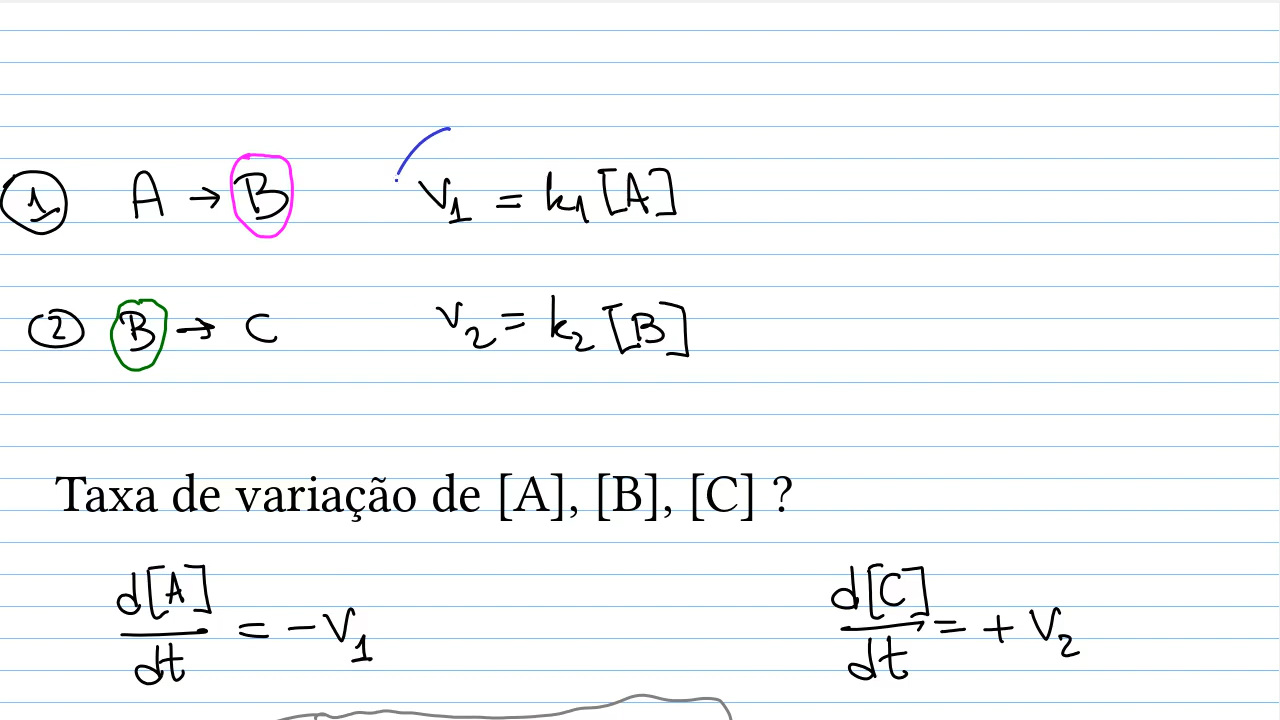 ① A → B V₁ = k₁[A]
② B → C V₂ = k₂[B]
Taxa de variação de [A], [B], [C] ?
d[A]/dt = -V₁ d[C]/dt = + V₂